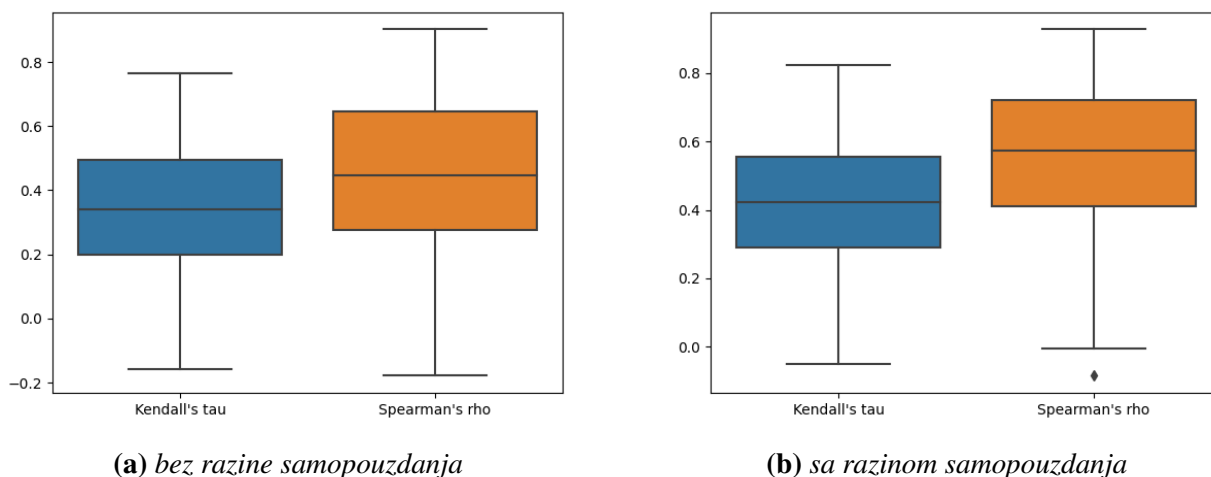 0.8
0.6
0.4
0.2
0.0
−0.2
Kendall's tau
Spearman's rho
(a) bez razine samopouzdanja
0.8
0.6
0.4
0.2
0.0
Kendall's tau
Spearman's rho
(b) sa razinom samopouzdanja